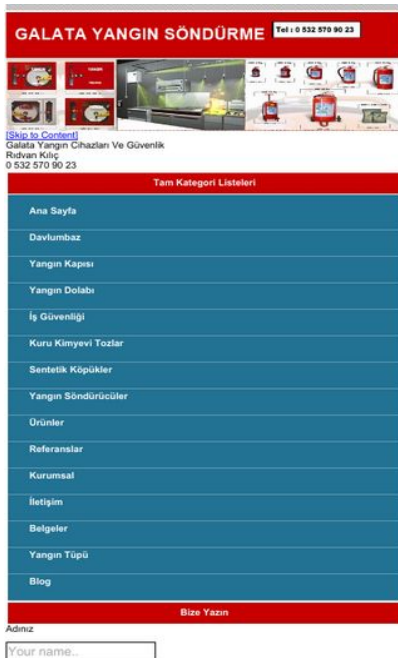 GALATA YANGIN SÖNDÜRME
Tel : 0 532 570 90 23
[Skip to Content]
Galata Yangın Cihazları Ve Güvenlik
Rıdvan Kılıç
0 532 570 90 23
Tam Kategori Listeleri
Ana Sayfa
Davlumbaz
Yangın Kapısı
Yangın Dolabı
İş Güvenliği
Kuru Kimyevi Tozlar
Sentetik Köpükler
Yangın Söndürücüler
Ürünler
Referanslar
Kurumsal
İletişim
Belgeler
Yangın Tüpü
Blog
Bize Yazın
Adınız
Your name..